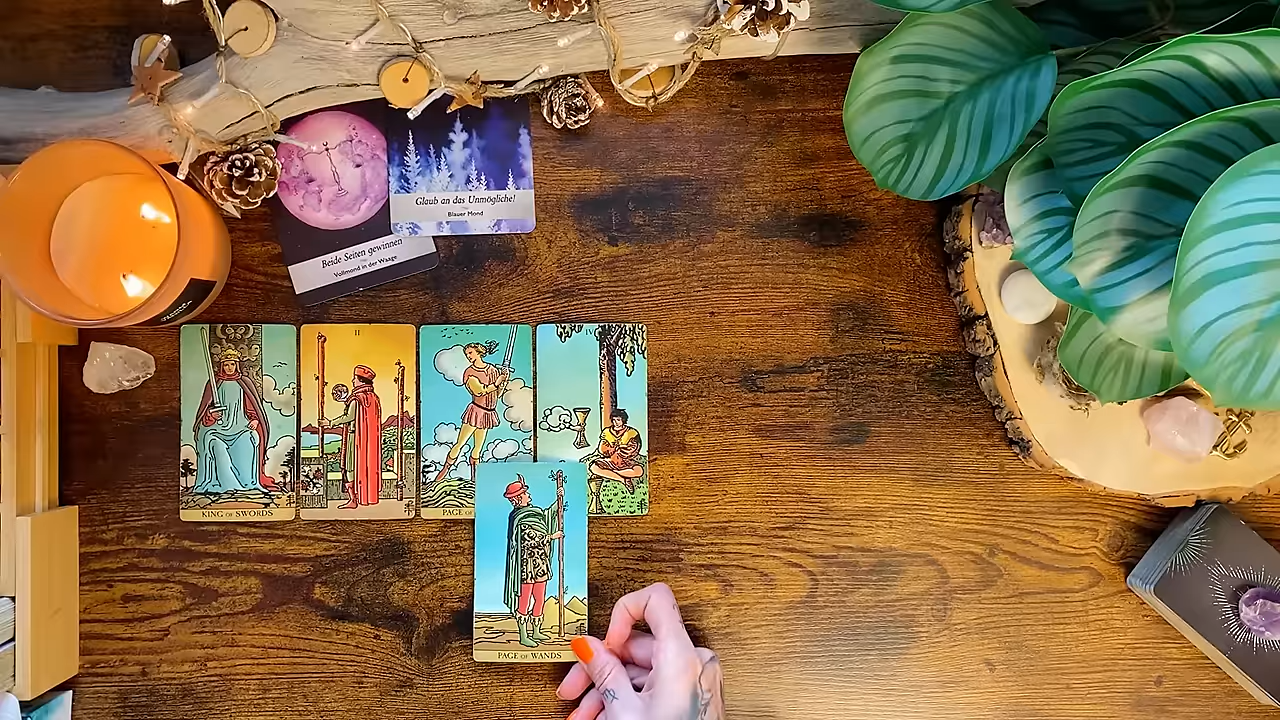 Glaub an das Unmögliche!
Blauer Mond
Beide Seiten gewinnen
Vollmond in der Waage
II
IV
KING OF SWORDS
PAGE OF
PAGE OF WANDS